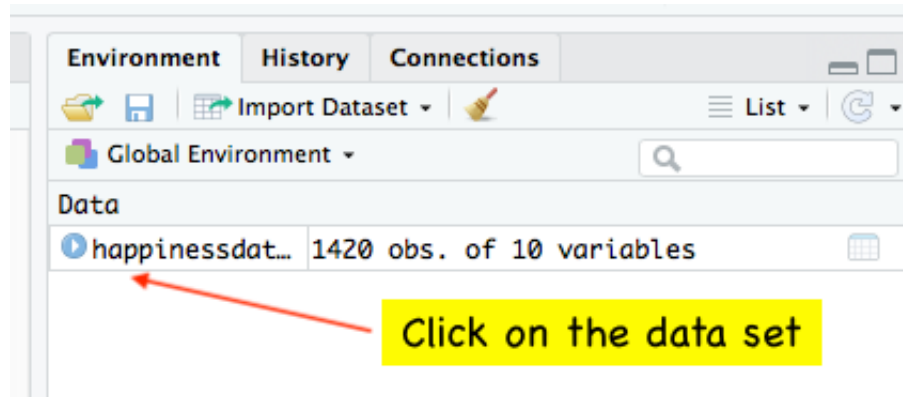 Environment History Connections
Import Dataset List
Global Environment
Data
happinessdat… 1420 obs. of 10 variables
Click on the data set